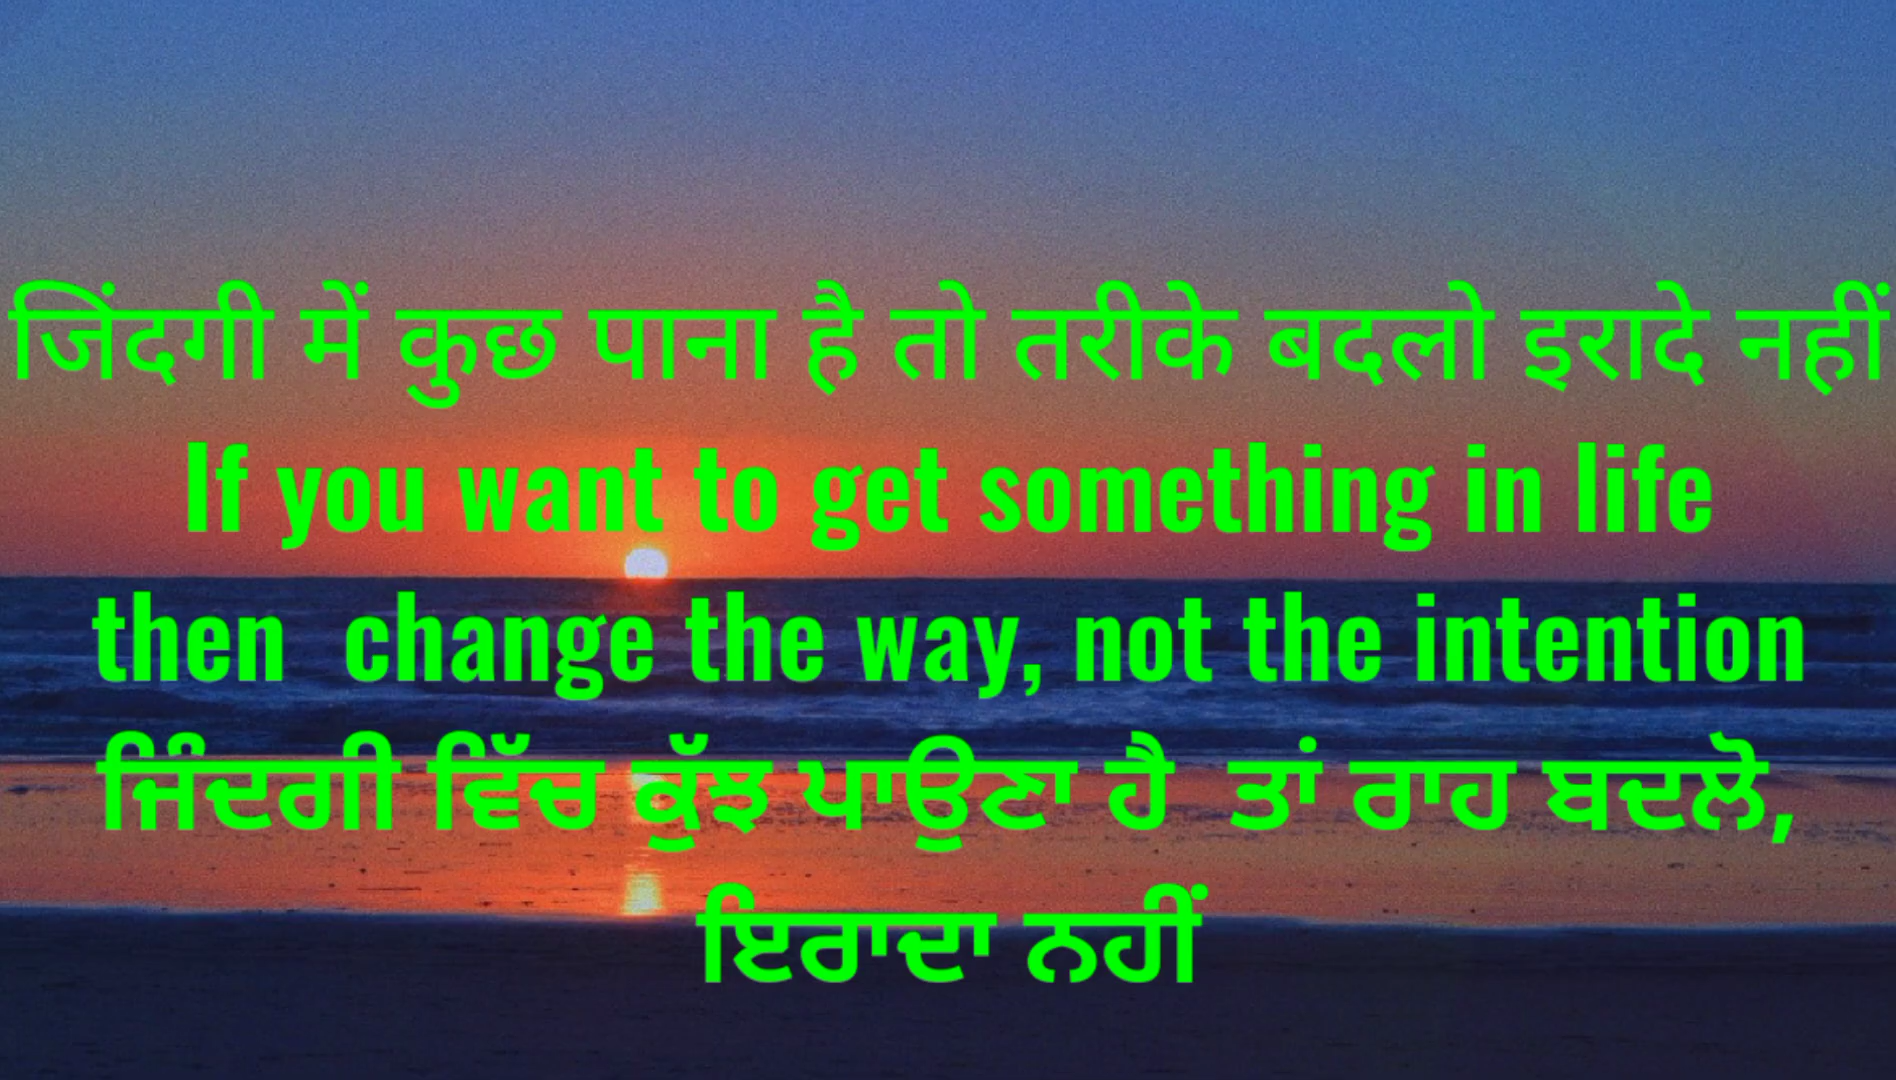 जिंदगी में कुछ पाना है तो तरीके बदलो इरादे नहीं
If you want to get something in life
then  change the way, not the intention
ਜਿੰਦਗੀ ਵਿੱਚ ਕੁੱਝ ਪਾਉਣਾ ਹੈ  ਤਾਂ ਰਾਹ ਬਦਲੋ,
ਇਰਾਦਾ ਨਹੀਂ